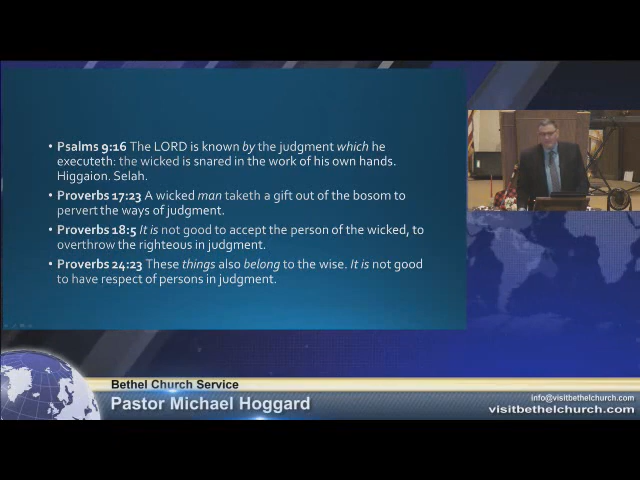 • Psalms 9:16 The LORD is known by the judgment which he
executeth: the wicked is snared in the work of his own hands.
Higgaion. Selah.
• Proverbs 17:23 A wicked man taketh a gift out of the bosom to
pervert the ways of judgment.
• Proverbs 18:5 It is not good to accept the person of the wicked, to
overthrow the righteous in judgment.
• Proverbs 24:23 These things also belong to the wise. It is not good
to have respect of persons in judgment.
Bethel Church Service
Pastor Michael Hoggard
info@visitbethelchurch.com
visitbethelchurch.com